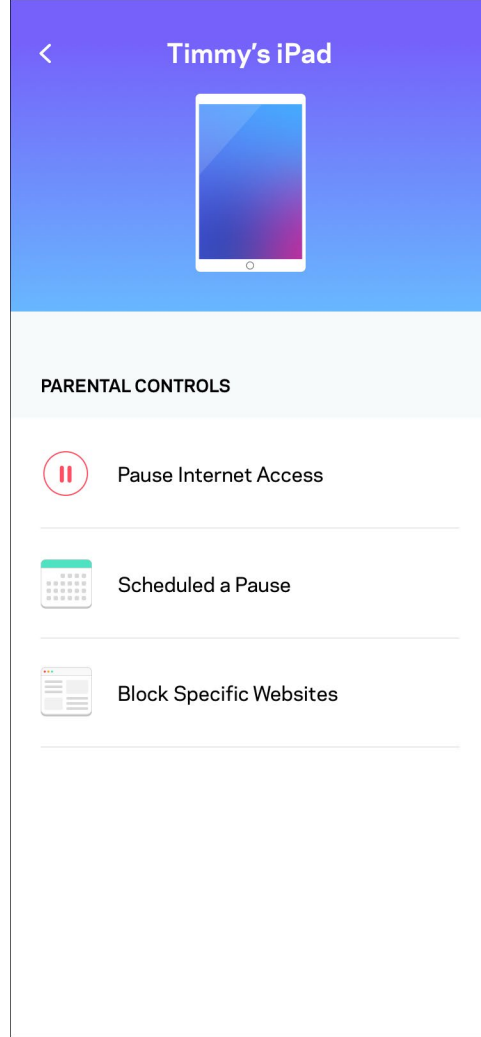 Timmy’s iPad
PARENTAL CONTROLS
Pause Internet Access
Scheduled a Pause
Block Specific Websites